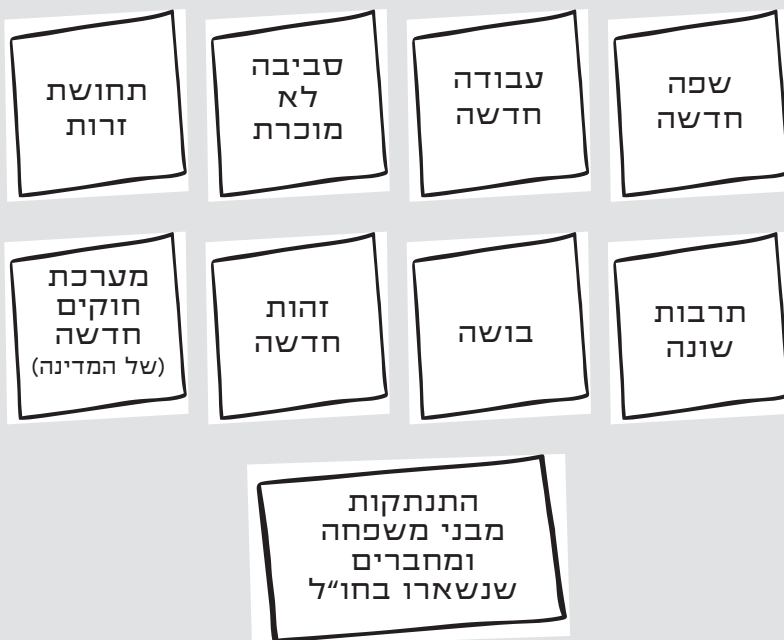 שפה
חדשה
עבודה
חדשה
סביבה
לא
מוכרת
תחושת
זרות
תרבות
שונה
בושה
זהות
חדשה
מערכת
חוקים
חדשה
(של המדינה)
התנתקות
מבני משפחה
ומחברים
שנשארו בחו״ל